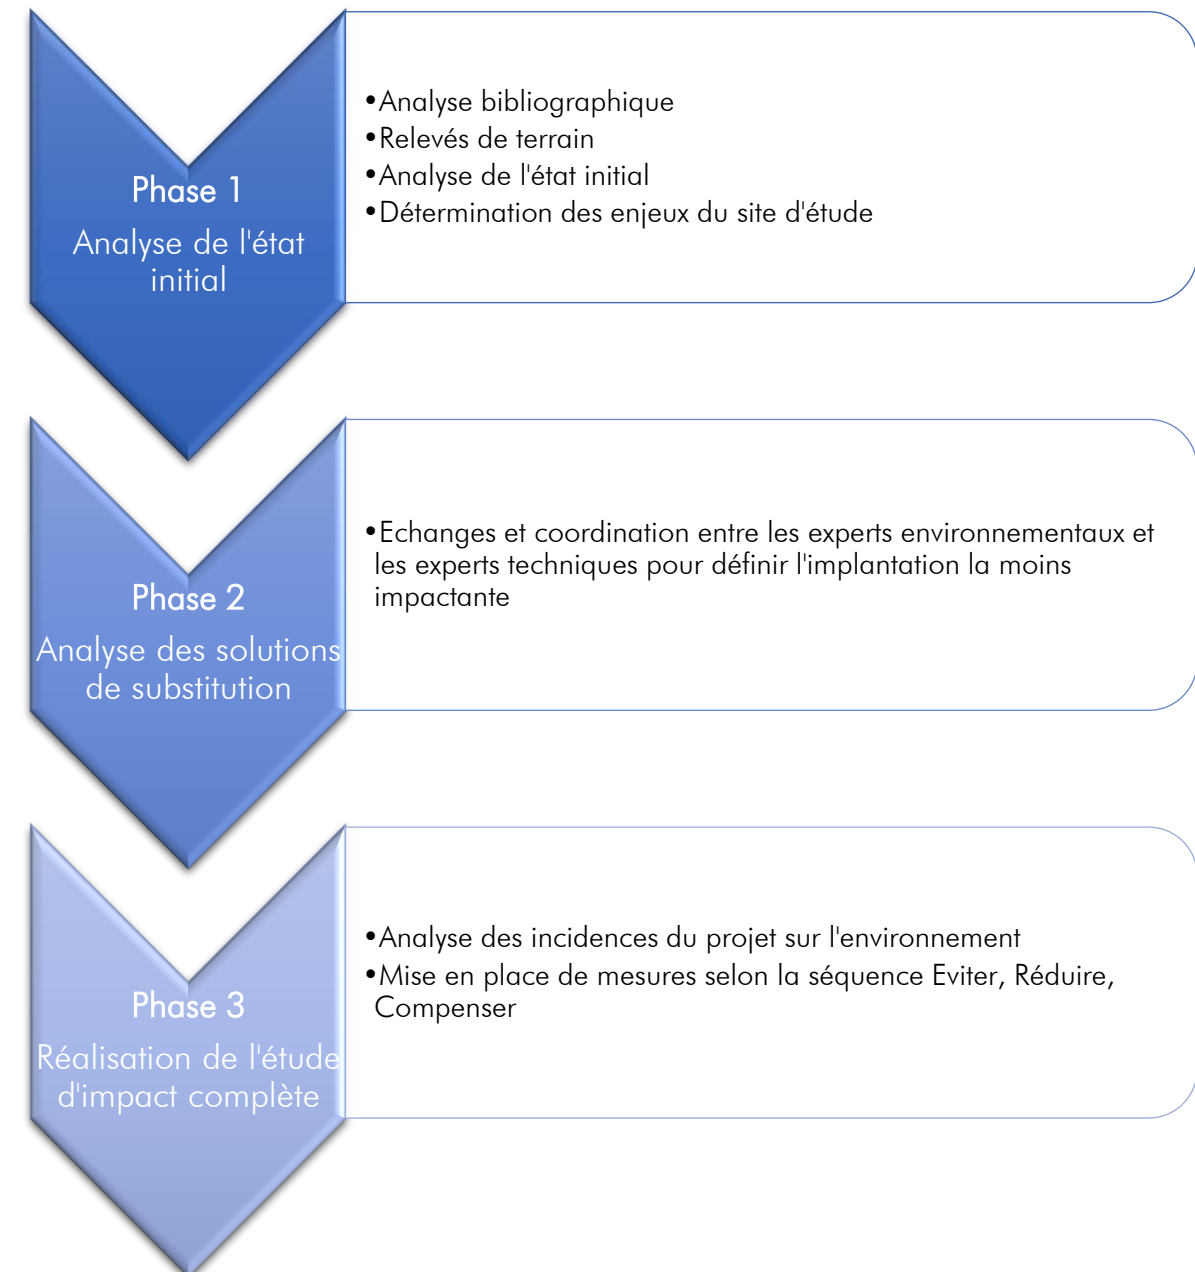 Phase 1
Analyse de l'état
initial
•Analyse bibliographique
•Relevés de terrain
•Analyse de l'état initial
•Détermination des enjeux du site d'étude
Phase 2
Analyse des solutions
de substitution
•Echanges et coordination entre les experts environnementaux et
les experts techniques pour définir l'implantation la moins
impactante
Phase 3
Réalisation de l'étude
d'impact complète
•Analyse des incidences du projet sur l'environnement
•Mise en place de mesures selon la séquence Eviter, Réduire,
Compenser